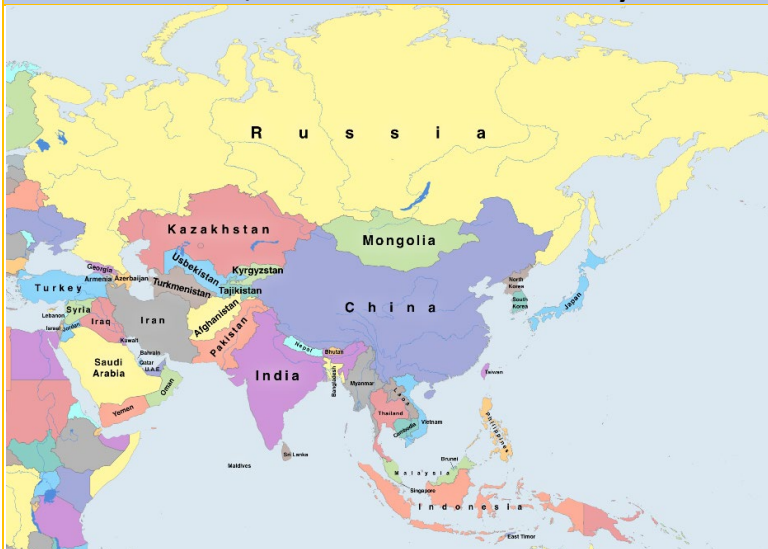 Russia
Kazakhstan
Mongolia
Usbekistan
Kyrgyzstan
Georgia
Armenia
Azerbaijan
Turkmenistan
Tajikistan
Turkey
North
Korea
South
Korea
Japan
China
Lebanon
Syria
Israel
Jordan
Iraq
Iran
Afghanistan
Pakistan
Kuwait
Bahrain
Qatar
U.A.E.
Saudi
Arabia
Oman
Yemen
Nepal
Bhutan
India
Bangladesh
Myanmar
Laos
Taiwan
Thailand
Cambodia
Vietnam
Philippines
Sri Lanka
Maldives
Brunei
Malaysia
Singapore
Indonesia
East Timor